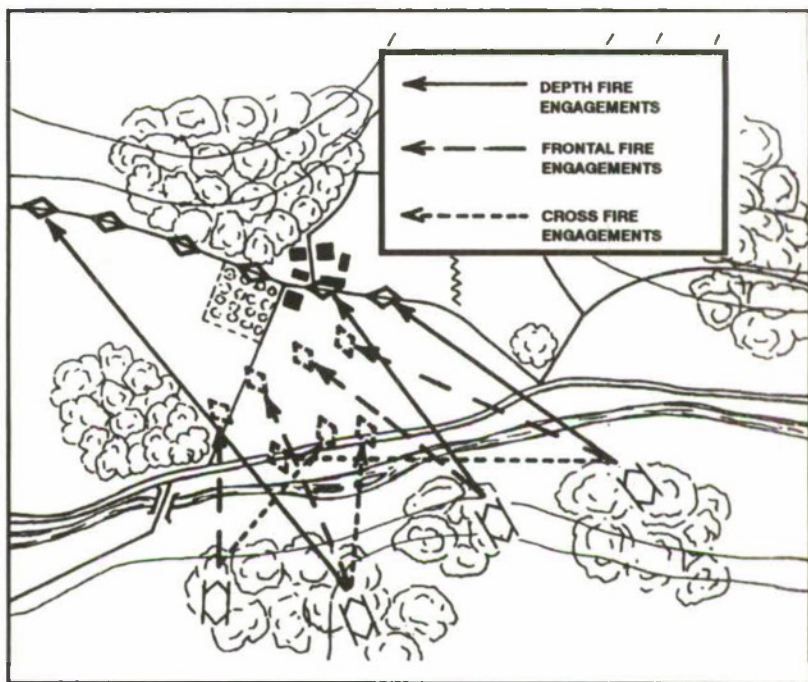 DEPTH FIRE
ENGAGEMENTS
FRONTAL FIRE
ENGAGEMENTS
CROSS FIRE
ENGAGEMENTS